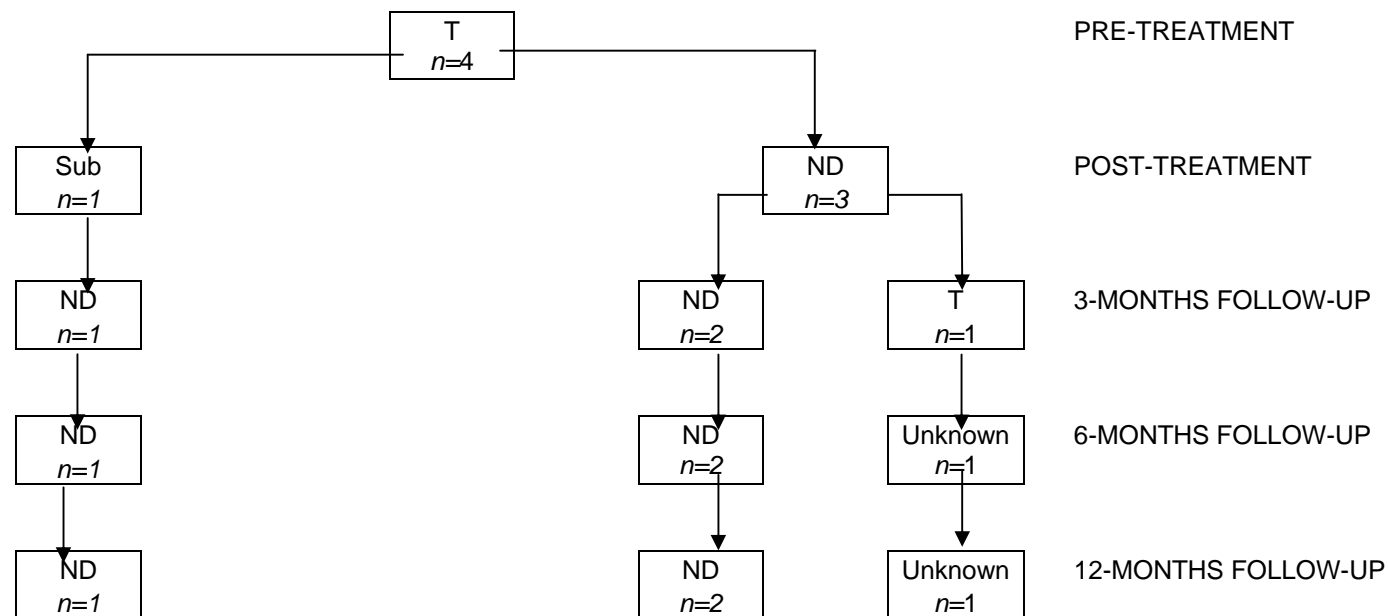 T
n=4
PRE-TREATMENT
Sub
n=1
ND
n=3
POST-TREATMENT
ND
n=1
ND
n=2
T
n=1
3-MONTHS FOLLOW-UP
ND
n=1
ND
n=2
Unknown
n=1
6-MONTHS FOLLOW-UP
ND
n=1
ND
n=2
Unknown
n=1
12-MONTHS FOLLOW-UP